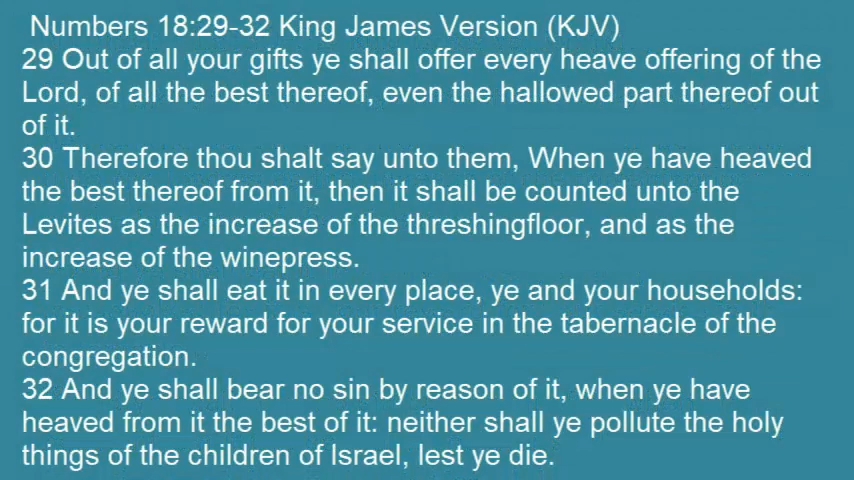 Numbers 18:29-32 King James Version (KJV)
29 Out of all your gifts ye shall offer every heave offering of the
Lord, of all the best thereof, even the hallowed part thereof out
of it.
30 Therefore thou shalt say unto them, When ye have heaved
the best thereof from it, then it shall be counted unto the
Levites as the increase of the threshingfloor, and as the
increase of the winepress.
31 And ye shall eat it in every place, ye and your households:
for it is your reward for your service in the tabernacle of the
congregation.
32 And ye shall bear no sin by reason of it, when ye have
heaved from it the best of it: neither shall ye pollute the holy
things of the children of Israel, lest ye die.